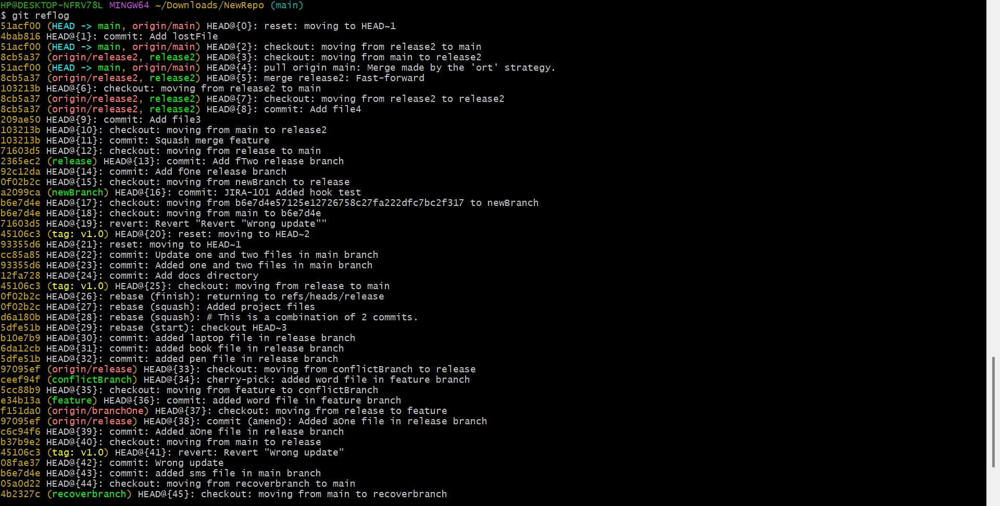 HP@DESKTOP-NFRV78L MINGW64 ~/Downloads/NewRepo (main)
$ git reflog
51acf00 (HEAD -> main, origin/main) HEAD@{0}: reset: moving to HEAD~1
4bab816 HEAD@{1}: commit: Add lostFile
51acf00 (HEAD -> main, origin/main) HEAD@{2}: checkout: moving from release2 to main
8cb5a37 (origin/release2, release2) HEAD@{3}: checkout: moving from main to release2
51acf00 (HEAD -> main, origin/main) HEAD@{4}: pull origin main: Merge made by the 'ort' strategy.
8cb5a37 (origin/release2, release2) HEAD@{5}: merge release2: Fast-forward
103213b HEAD@{6}: checkout: moving from release2 to main
8cb5a37 (origin/release2, release2) HEAD@{7}: checkout: moving from release2 to release2
8cb5a37 (origin/release2, release2) HEAD@{8}: commit: Add file4
209ae50 HEAD@{9}: commit: Add file3
103213b HEAD@{10}: checkout: moving from main to release2
103213b HEAD@{11}: commit: Squash merge feature
71603d5 HEAD@{12}: checkout: moving from release to main
2365ec2 (release) HEAD@{13}: commit: Add fTwo release branch
92c12da HEAD@{14}: commit: Add fOne release branch
0f02b2c HEAD@{15}: checkout: moving from newBranch to release
a2099ca (newBranch) HEAD@{16}: commit: JIRA-101 Added hook test
b6e7d4e HEAD@{17}: checkout: moving from b6e7d4e57125e12726758c27fa222dfc7bc2f317 to newBranch
b6e7d4e HEAD@{18}: checkout: moving from main to b6e7d4e
71603d5 HEAD@{19}: revert: Revert "Revert "Wrong update""
45106c3 (tag: v1.0) HEAD@{20}: reset: moving to HEAD~2
93355d6 HEAD@{21}: reset: moving to HEAD~1
cc85a85 HEAD@{22}: commit: Update one and two files in main branch
93355d6 HEAD@{23}: commit: Added one and two files in main branch
12fa728 HEAD@{24}: commit: Add docs directory
45106c3 (tag: v1.0) HEAD@{25}: checkout: moving from release to main
0f02b2c HEAD@{26}: rebase (finish): returning to refs/heads/release
0f02b2c HEAD@{27}: rebase (squash): Added project files
d6a180b HEAD@{28}: rebase (squash): # This is a combination of 2 commits.
5dfe51b HEAD@{29}: rebase (start): checkout HEAD~3
b10e7b9 HEAD@{30}: commit: added laptop file in release branch
6da12cb HEAD@{31}: commit: added book file in release branch
5dfe51b HEAD@{32}: commit: added pen file in release branch
97095ef (origin/release) HEAD@{33}: checkout: moving from conflictBranch to release
ceef94f (conflictBranch) HEAD@{34}: cherry-pick: added word file in feature branch
5cc88b9 HEAD@{35}: checkout: moving from feature to conflictBranch
e34b13a (feature) HEAD@{36}: commit: added word file in feature branch
f151da0 (origin/branchOne) HEAD@{37}: checkout: moving from release to feature
97095ef (origin/release) HEAD@{38}: commit (amend): Added aOne file in release branch
c6c94f6 HEAD@{39}: commit: Added aOne file in release branch
b37b9e2 HEAD@{40}: checkout: moving from main to release
45106c3 (tag: v1.0) HEAD@{41}: revert: Revert "Wrong update"
08fae37 HEAD@{42}: commit: Wrong update
b6e7d4e HEAD@{43}: commit: added sms file in main branch
05a0d22 HEAD@{44}: checkout: moving from recoverbranch to main
4b2327c (recoverbranch) HEAD@{45}: checkout: moving from main to recoverbranch